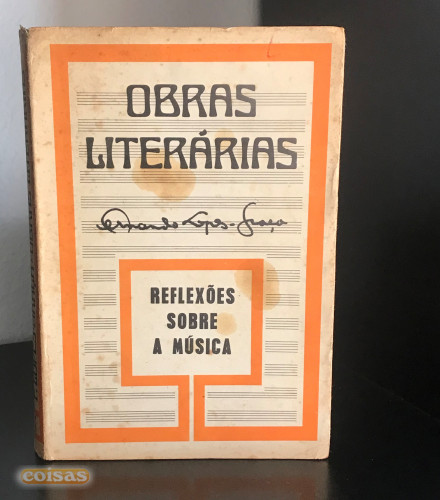 OBRAS
LITERÁRIAS
Fernando Lopes-Graça
REFLEXÕES
SOBRE
A MÚSICA
coisas